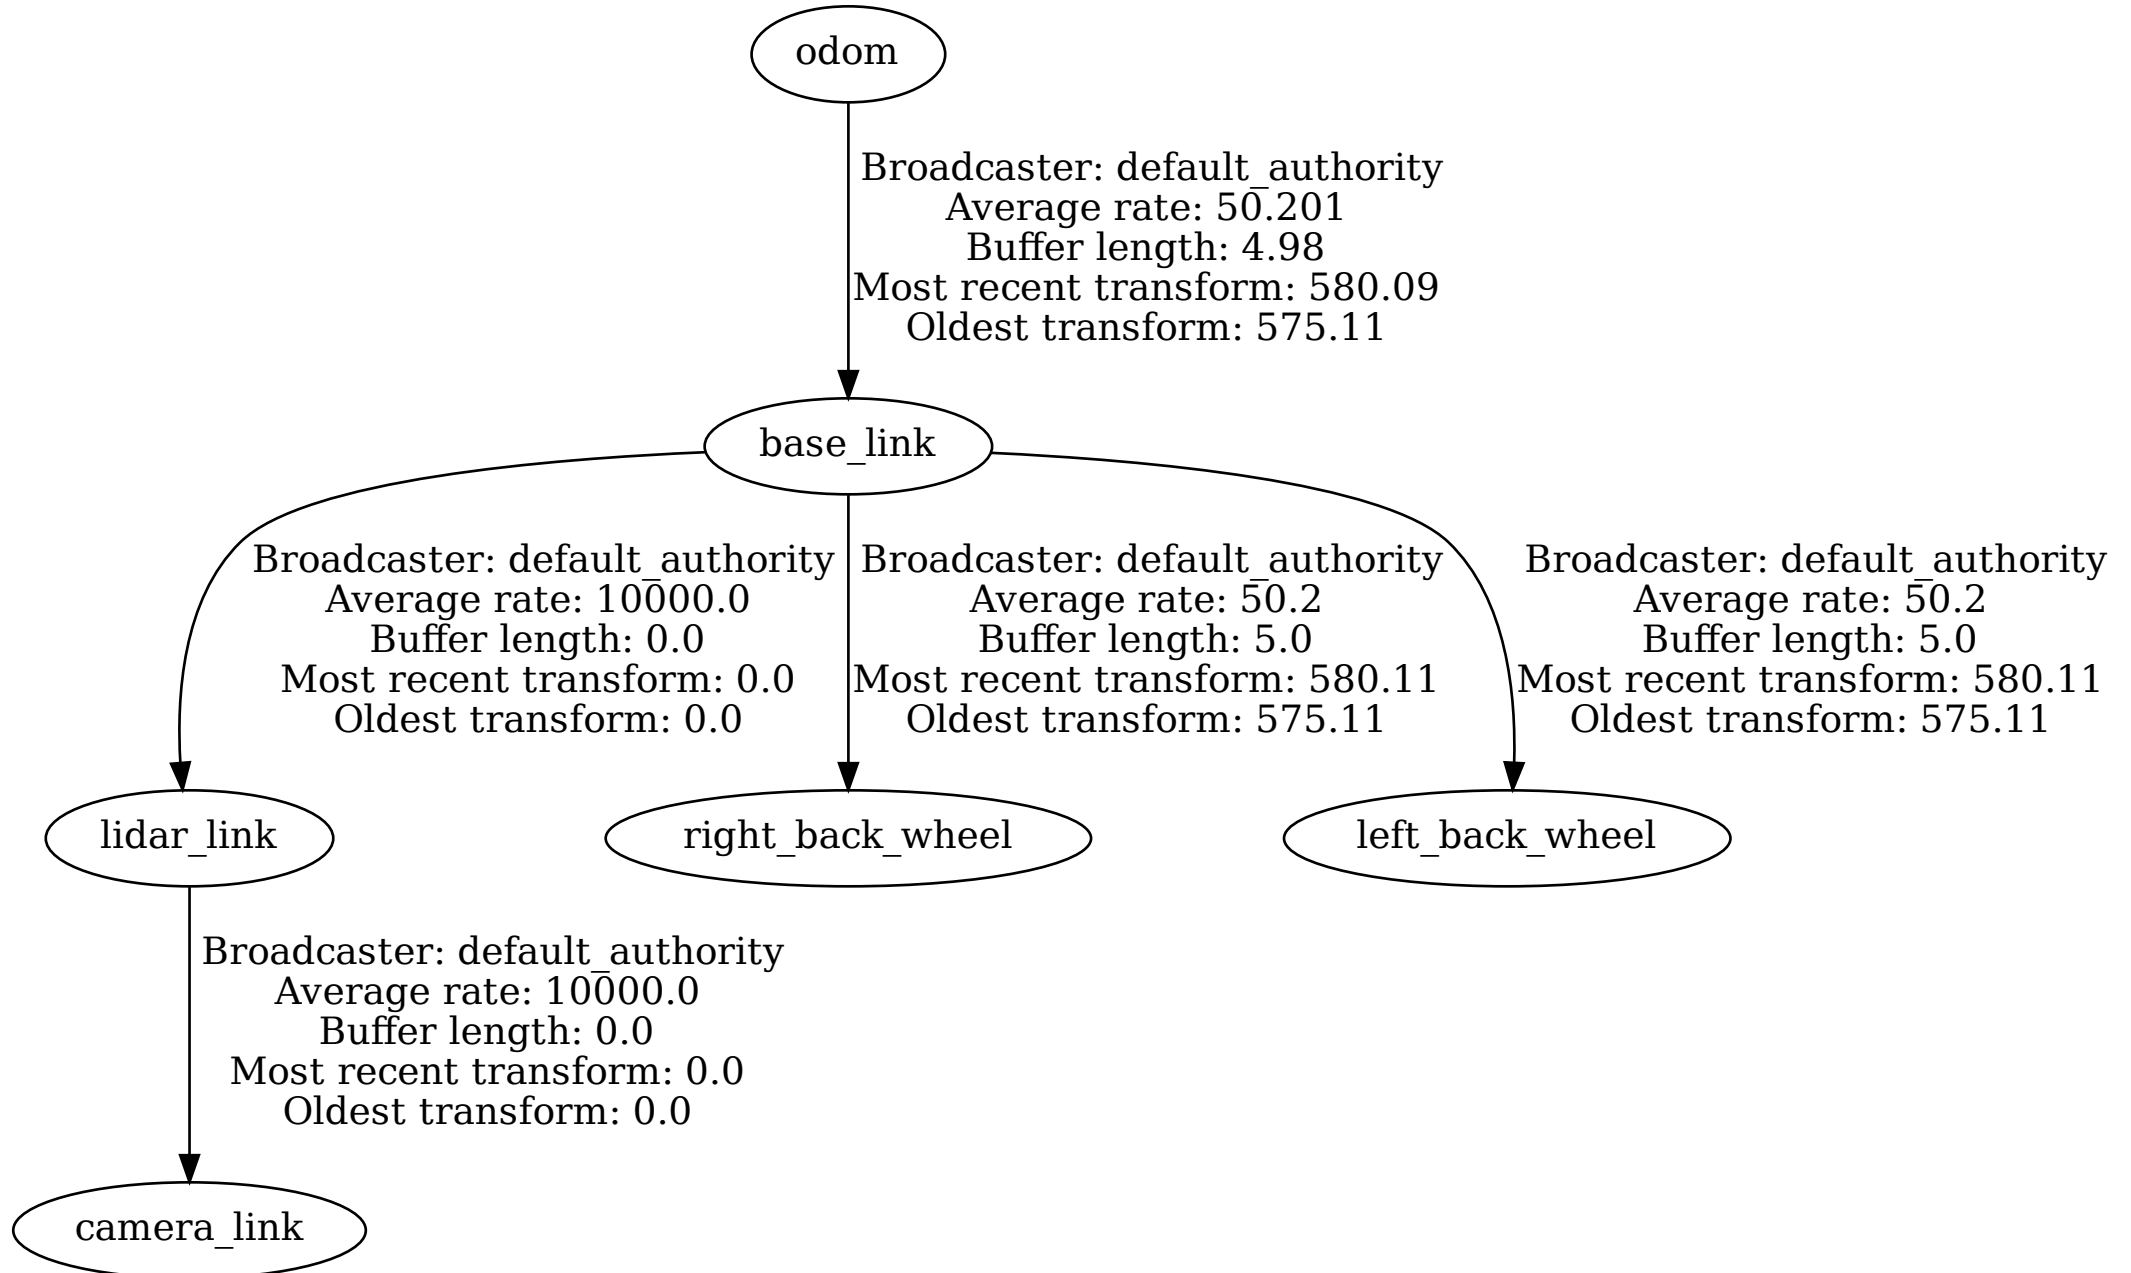 odom
Broadcaster: default_authority
Average rate: 50.201
Buffer length: 4.98
Most recent transform: 580.09
Oldest transform: 575.11
base_link
Broadcaster: default_authority
Average rate: 10000.0
Buffer length: 0.0
Most recent transform: 0.0
Oldest transform: 0.0
Broadcaster: default_authority
Average rate: 50.2
Buffer length: 5.0
Most recent transform: 580.11
Oldest transform: 575.11
Broadcaster: default_authority
Average rate: 50.2
Buffer length: 5.0
Most recent transform: 580.11
Oldest transform: 575.11
lidar_link
right_back_wheel
left_back_wheel
Broadcaster: default_authority
Average rate: 10000.0
Buffer length: 0.0
Most recent transform: 0.0
Oldest transform: 0.0
camera_link